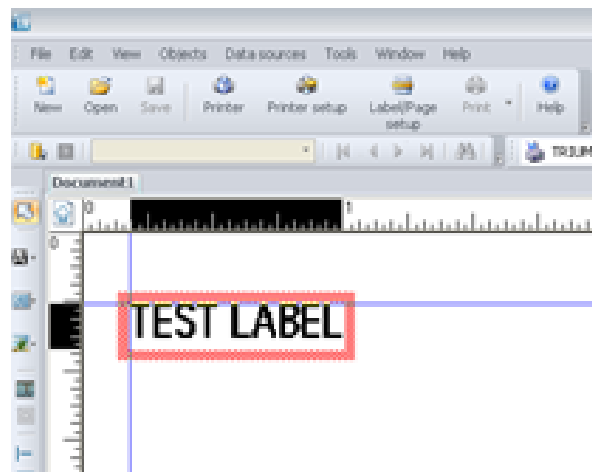 File Edit View Objects Data sources Tools Window Help
New Open Save Printer Printer setup Label/Page setup Print Help
TRIUM
Document1
0 1
0
TEST LABEL